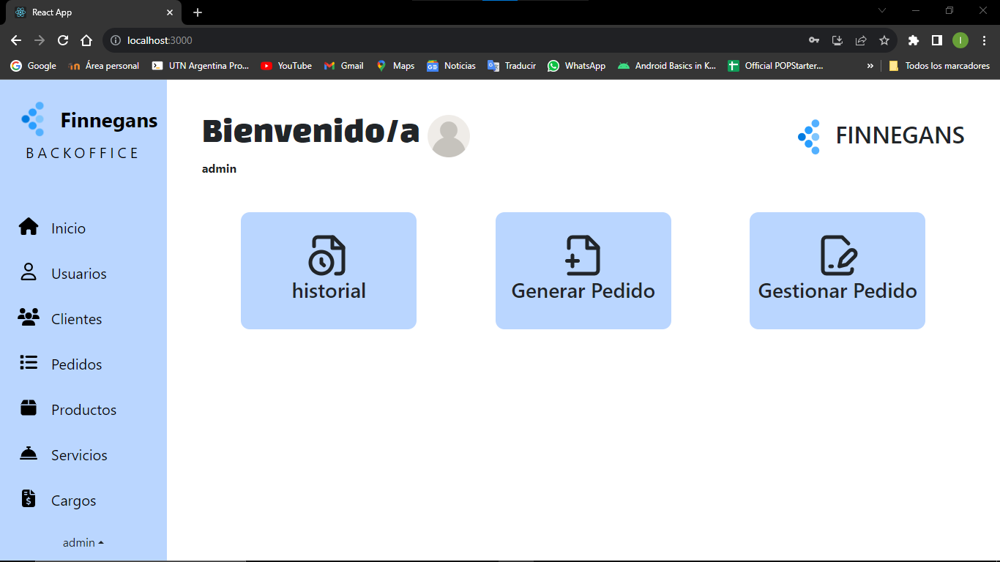 React App
localhost:3000
Google
Área personal
UTN Argentina Pro...
YouTube
Gmail
Maps
Noticias
Traducir
WhatsApp
Android Basics in K...
Official POPStarter...
»
Todos los marcadores
I
Finnegans
BACKOFFICE
Inicio
Usuarios
Clientes
Pedidos
Productos
Servicios
Cargos
admin
Bienvenido/a
admin
FINNEGANS
historial
Generar Pedido
Gestionar Pedido